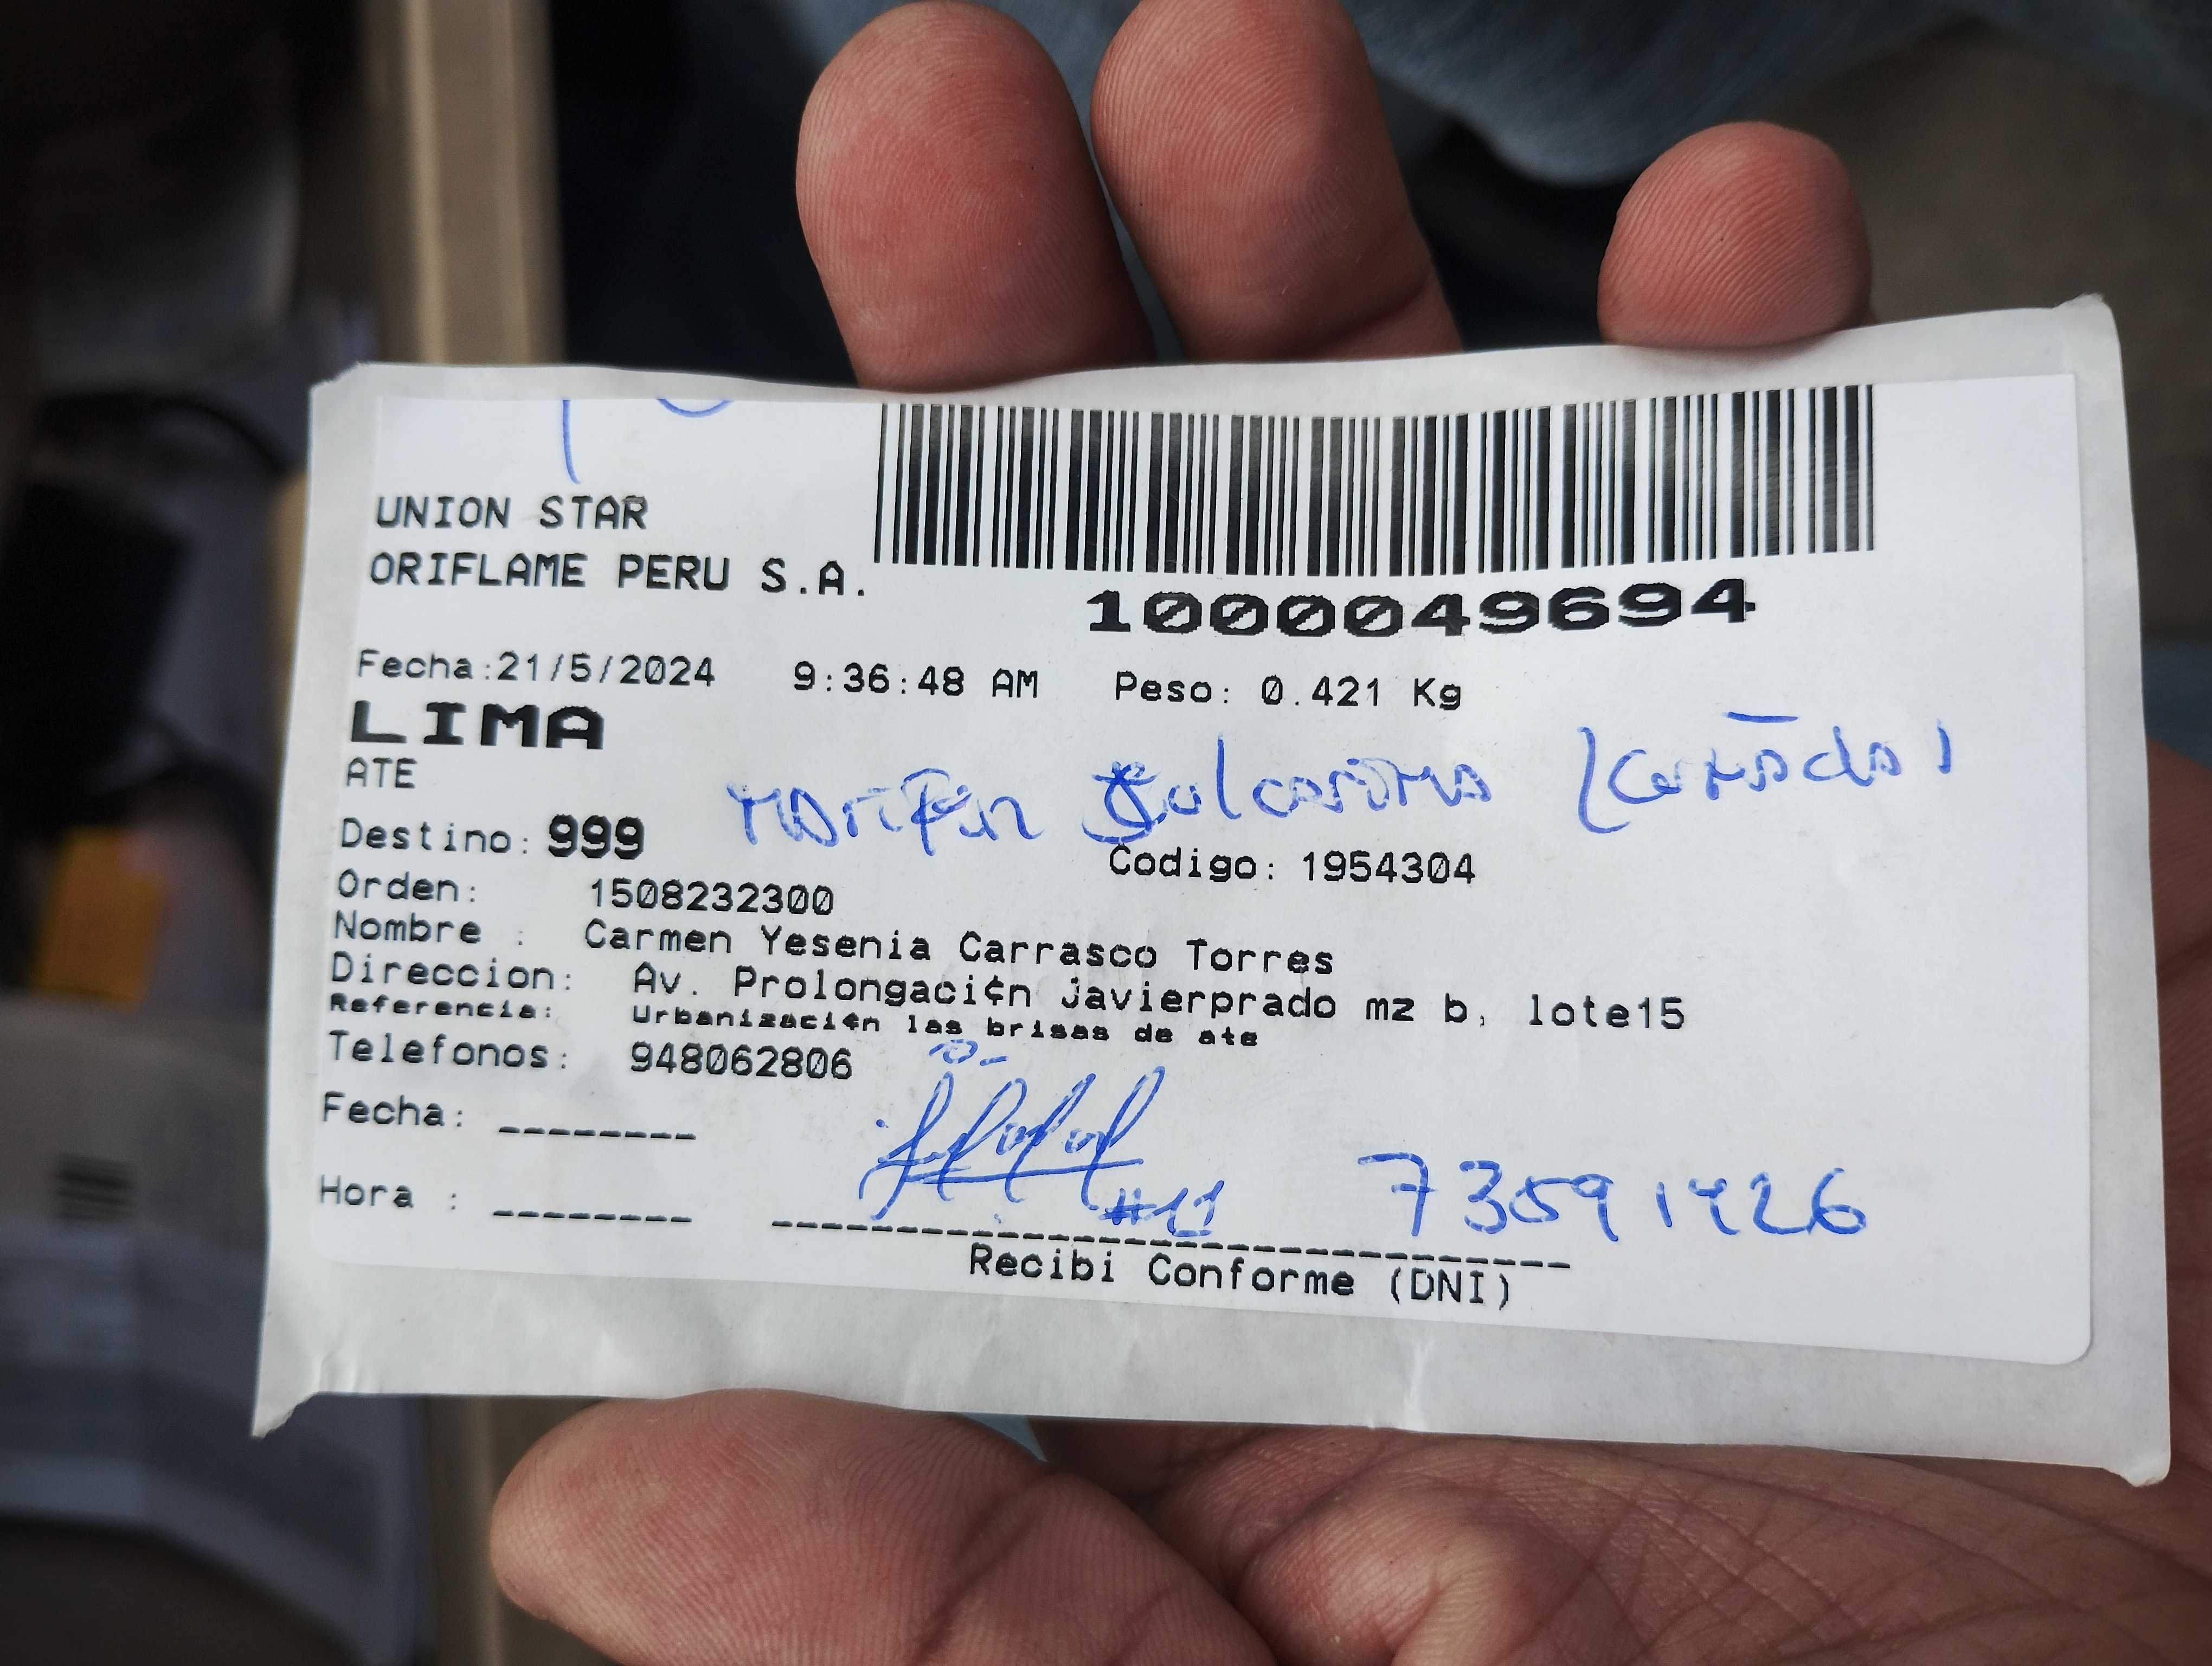 UNION STAR
ORIFLAME PERU S.A.
1000049694
Fecha:21/5/2024 9:36:48 AM Peso: 0.421 Kg
LIMA
ATE
Destino: 999
Codigo: 1954304
Orden: 1508232300
Nombre : Carmen Yesenia Carrasco Torres
Direccion: Av. Prolongaci¢n Javierprado mz b, lote15
Referencia: Urbanizaci¢n las brisas de ate
Telefonos: 948062806
Fecha: --------
#11 73591426
Hora : --------
Recibi Conforme (DNI)